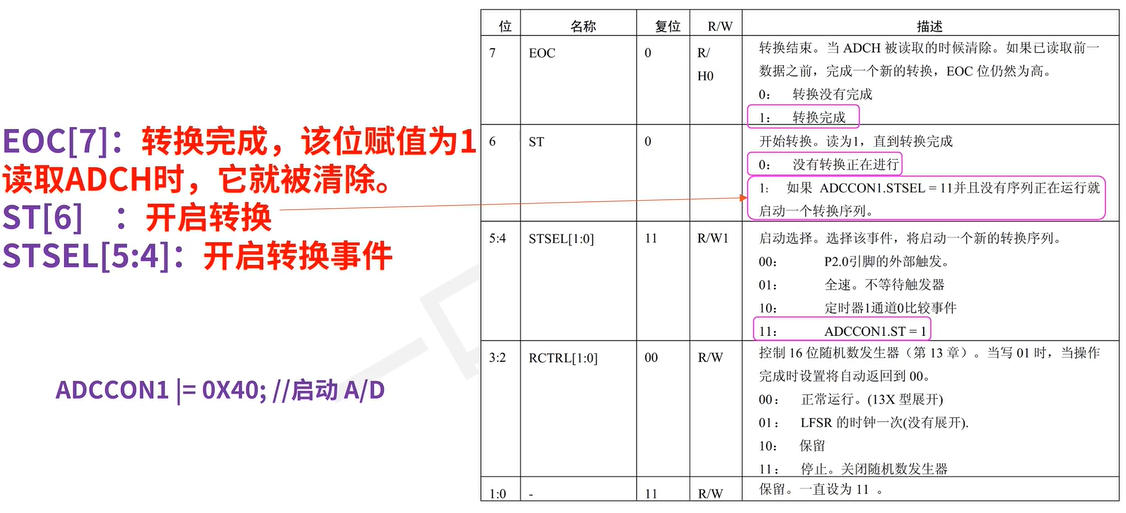 EOC[7]：转换完成，该位赋值为1
读取ADCH时，它就被清除。
ST[6] ：开启转换
STSEL[5:4]：开启转换事件
ADCCON1 |= 0X40; //启动 A/D
位 名称 复位 R/W 描述
7 EOC 0 R/ 转换结束。当 ADCH 被读取的时候清除。如果已读取前一
H0 数据之前，完成一个新的转换，EOC 位仍然为高。
0： 转换没有完成
1： 转换完成
6 ST 0 开始转换。读为1，直到转换完成
0： 没有转换正在进行
1： 如果 ADCCON1.STSEL = 11并且没有序列正在运行就
启动一个转换序列。
5:4 STSEL[1:0] 11 R/W1 启动选择。选择该事件，将启动一个新的转换序列。
00： P2.0引脚的外部触发。
01： 全速。不等待触发器
10： 定时器1通道0比较事件
11： ADCCON1.ST = 1
3:2 RCTRL[1:0] 00 R/W 控制 16 位随机数发生器（第 13 章）。当写 01 时，当操作
完成时设置将自动返回到 00。
00： 正常运行。(13X 型展开)
01： LFSR 的时钟一次(没有展开).
10： 保留
11： 停止。关闭随机数发生器
1:0 - 11 R/W 保留。一直设为 11 。